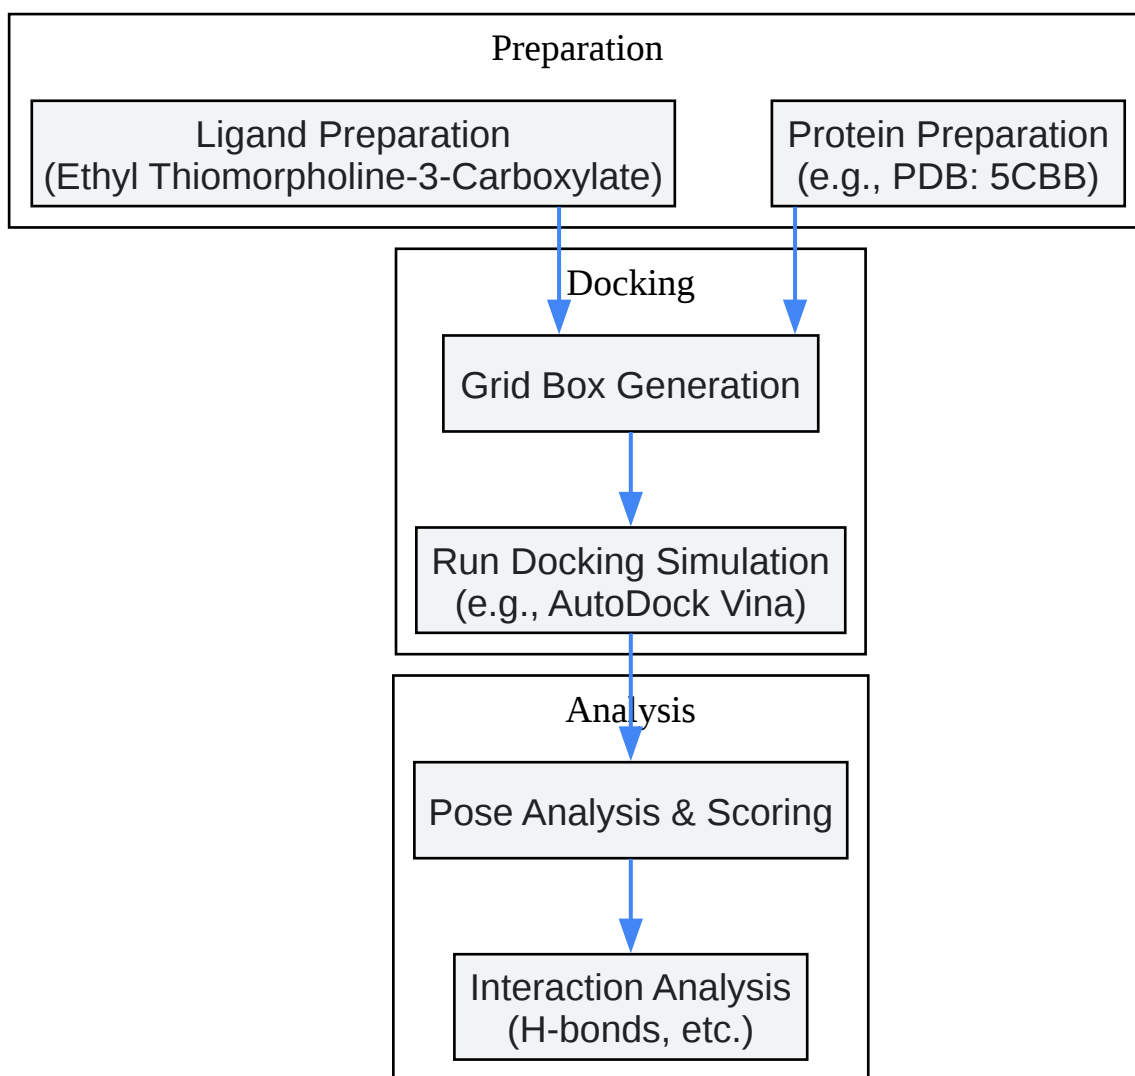 Preparation
Ligand Preparation
(Ethyl Thiomorpholine-3-Carboxylate)
Protein Preparation
(e.g., PDB: 5CBB)
Docking
Grid Box Generation
Run Docking Simulation
(e.g., AutoDock Vina)
Analysis
Pose Analysis & Scoring
Interaction Analysis
(H-bonds, etc.)